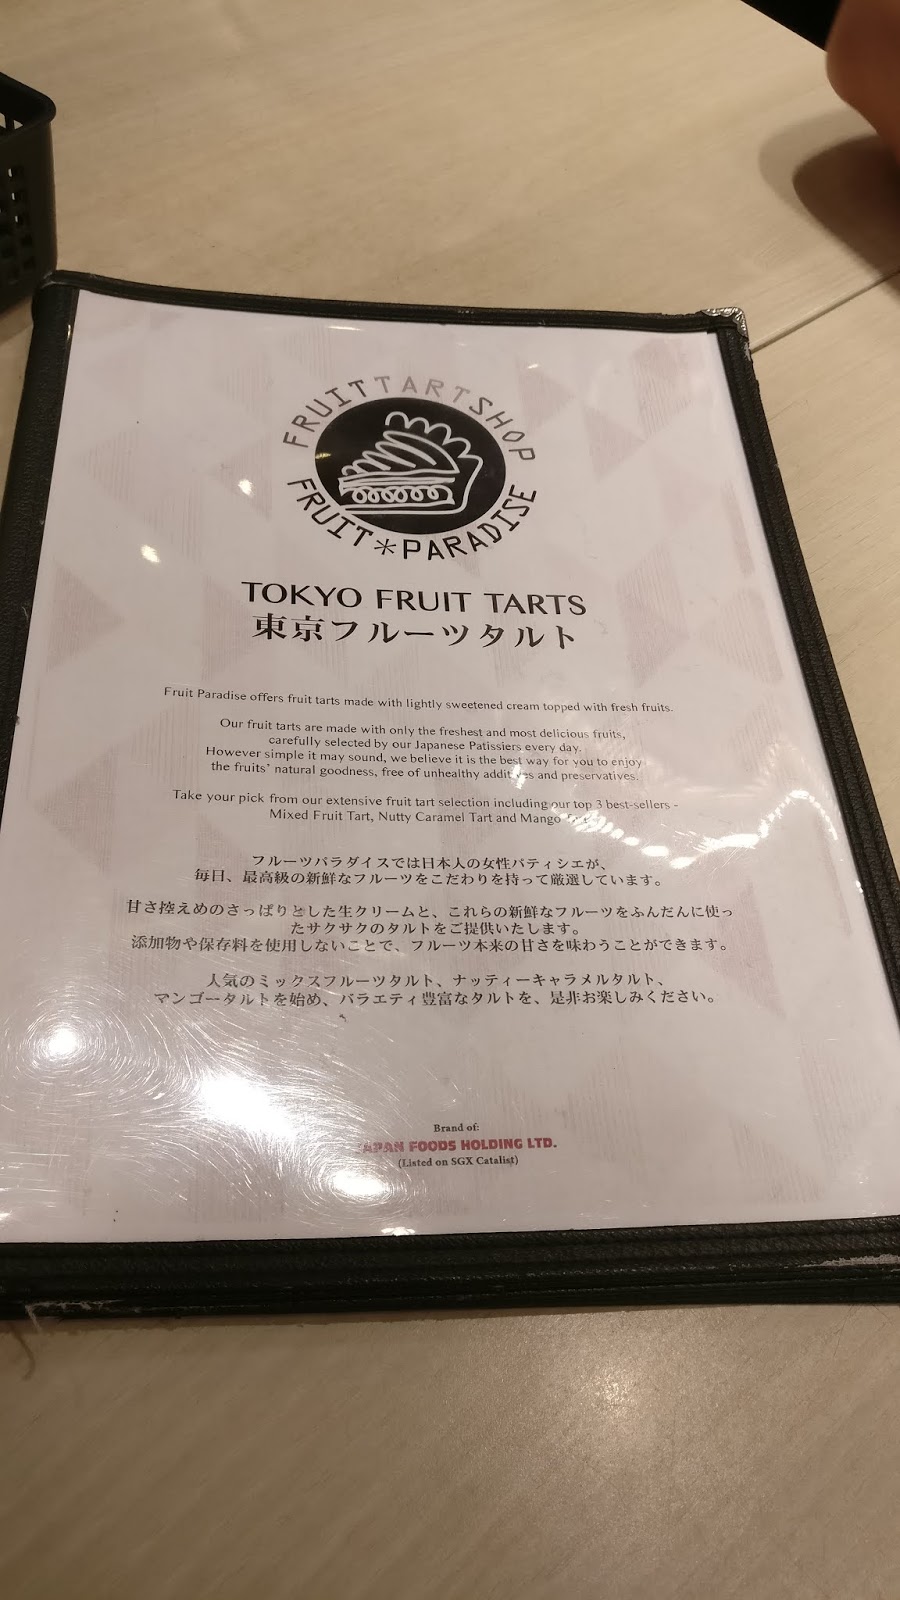 FRUITTARTSHOP
FRUIT*PARADISE
TOKYO FRUIT TARTS
東京フルーツタルト
Fruit Paradise offers fruit tarts made with lightly sweetened cream topped with fresh fruits.
Our fruit tarts are made with only the freshest and most delicious fruits,
carefully selected by our Japanese Patissiers every day.
However simple it may sound, we believe it is the best way for you to enjoy
the fruits' natural goodness, free of unhealthy additives and preservatives.
Take your pick from our extensive fruit tart selection including our top 3 best-sellers -
Mixed Fruit Tart, Nutty Caramel Tart and Mango
フルーツパラダイスでは日本人の女性パティシエが、
毎日、最高級の新鮮なフルーツをこだわりを持って厳選しています。
甘さ控えめのさっぱりとした生クリームと、これらの新鮮なフルーツをふんだんに使っ
たサクサクのタルトをご提供いたします。
添加物や保存料を使用しないことで、フルーツ本来の甘さを味わうことができます。
人気のミックスフルーツタルト、ナッティーキャラメルタルト、
マンゴータルトを始め、バラエティ豊富なタルトを、是非お楽しみください。
Brand of:
JAPAN FOODS HOLDING LTD.
(Listed on SGX Catalist)